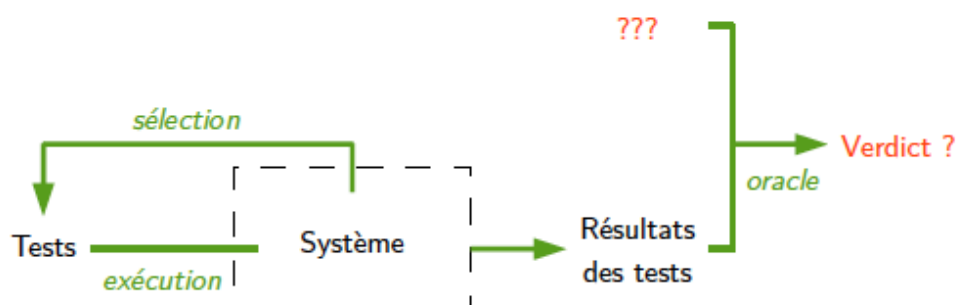 ???
sélection
Verdict ?
oracle
Tests
Système
Résultats
des tests
exécution